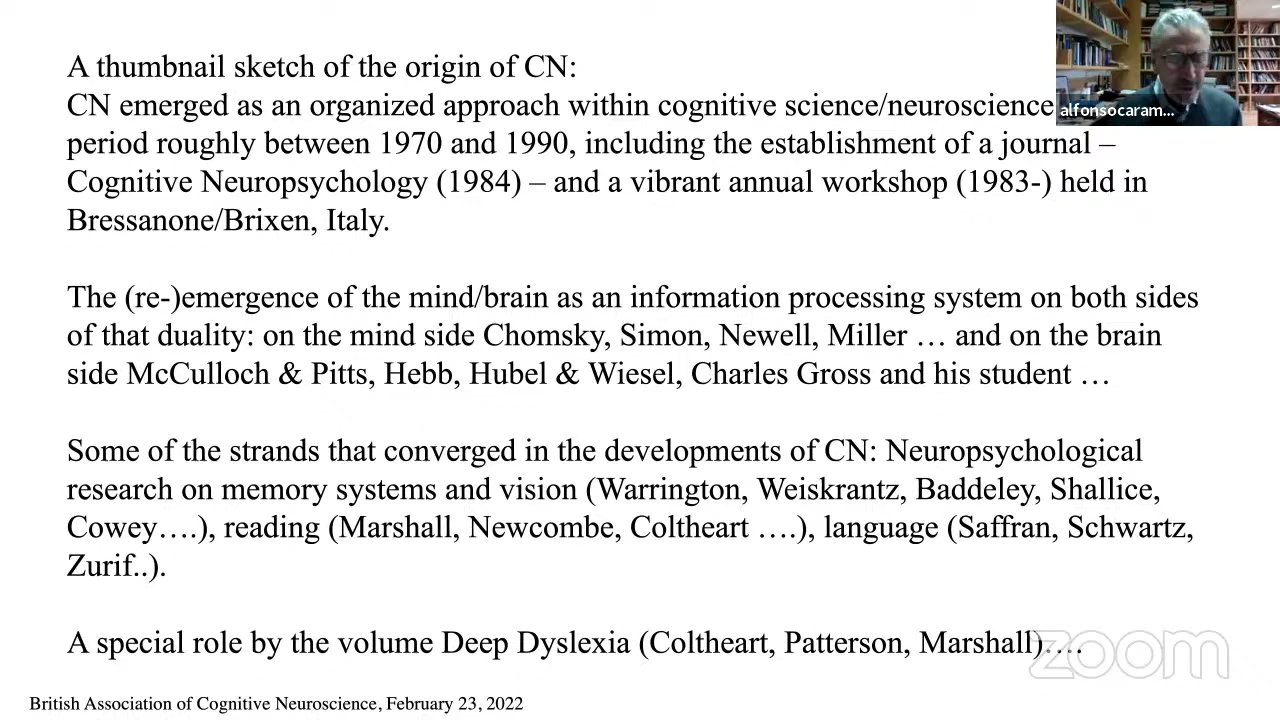 A thumbnail sketch of the origin of CN:
CN emerged as an organized approach within cognitive science/neuroscience
period roughly between 1970 and 1990, including the establishment of a journal –
Cognitive Neuropsychology (1984) – and a vibrant annual workshop (1983-) held in
Bressanone/Brixen, Italy.
The (re-)emergence of the mind/brain as an information processing system on both sides
of that duality: on the mind side Chomsky, Simon, Newell, Miller … and on the brain
side McCulloch & Pitts, Hebb, Hubel & Wiesel, Charles Gross and his student …
Some of the strands that converged in the developments of CN: Neuropsychological
research on memory systems and vision (Warrington, Weiskrantz, Baddeley, Shallice,
Cowey….), reading (Marshall, Newcombe, Coltheart ….), language (Saffran, Schwartz,
Zurif..).
A special role by the volume Deep Dyslexia (Coltheart, Patterson, Marshall)….
British Association of Cognitive Neuroscience, February 23, 2022
alfonsocaram...
zoom